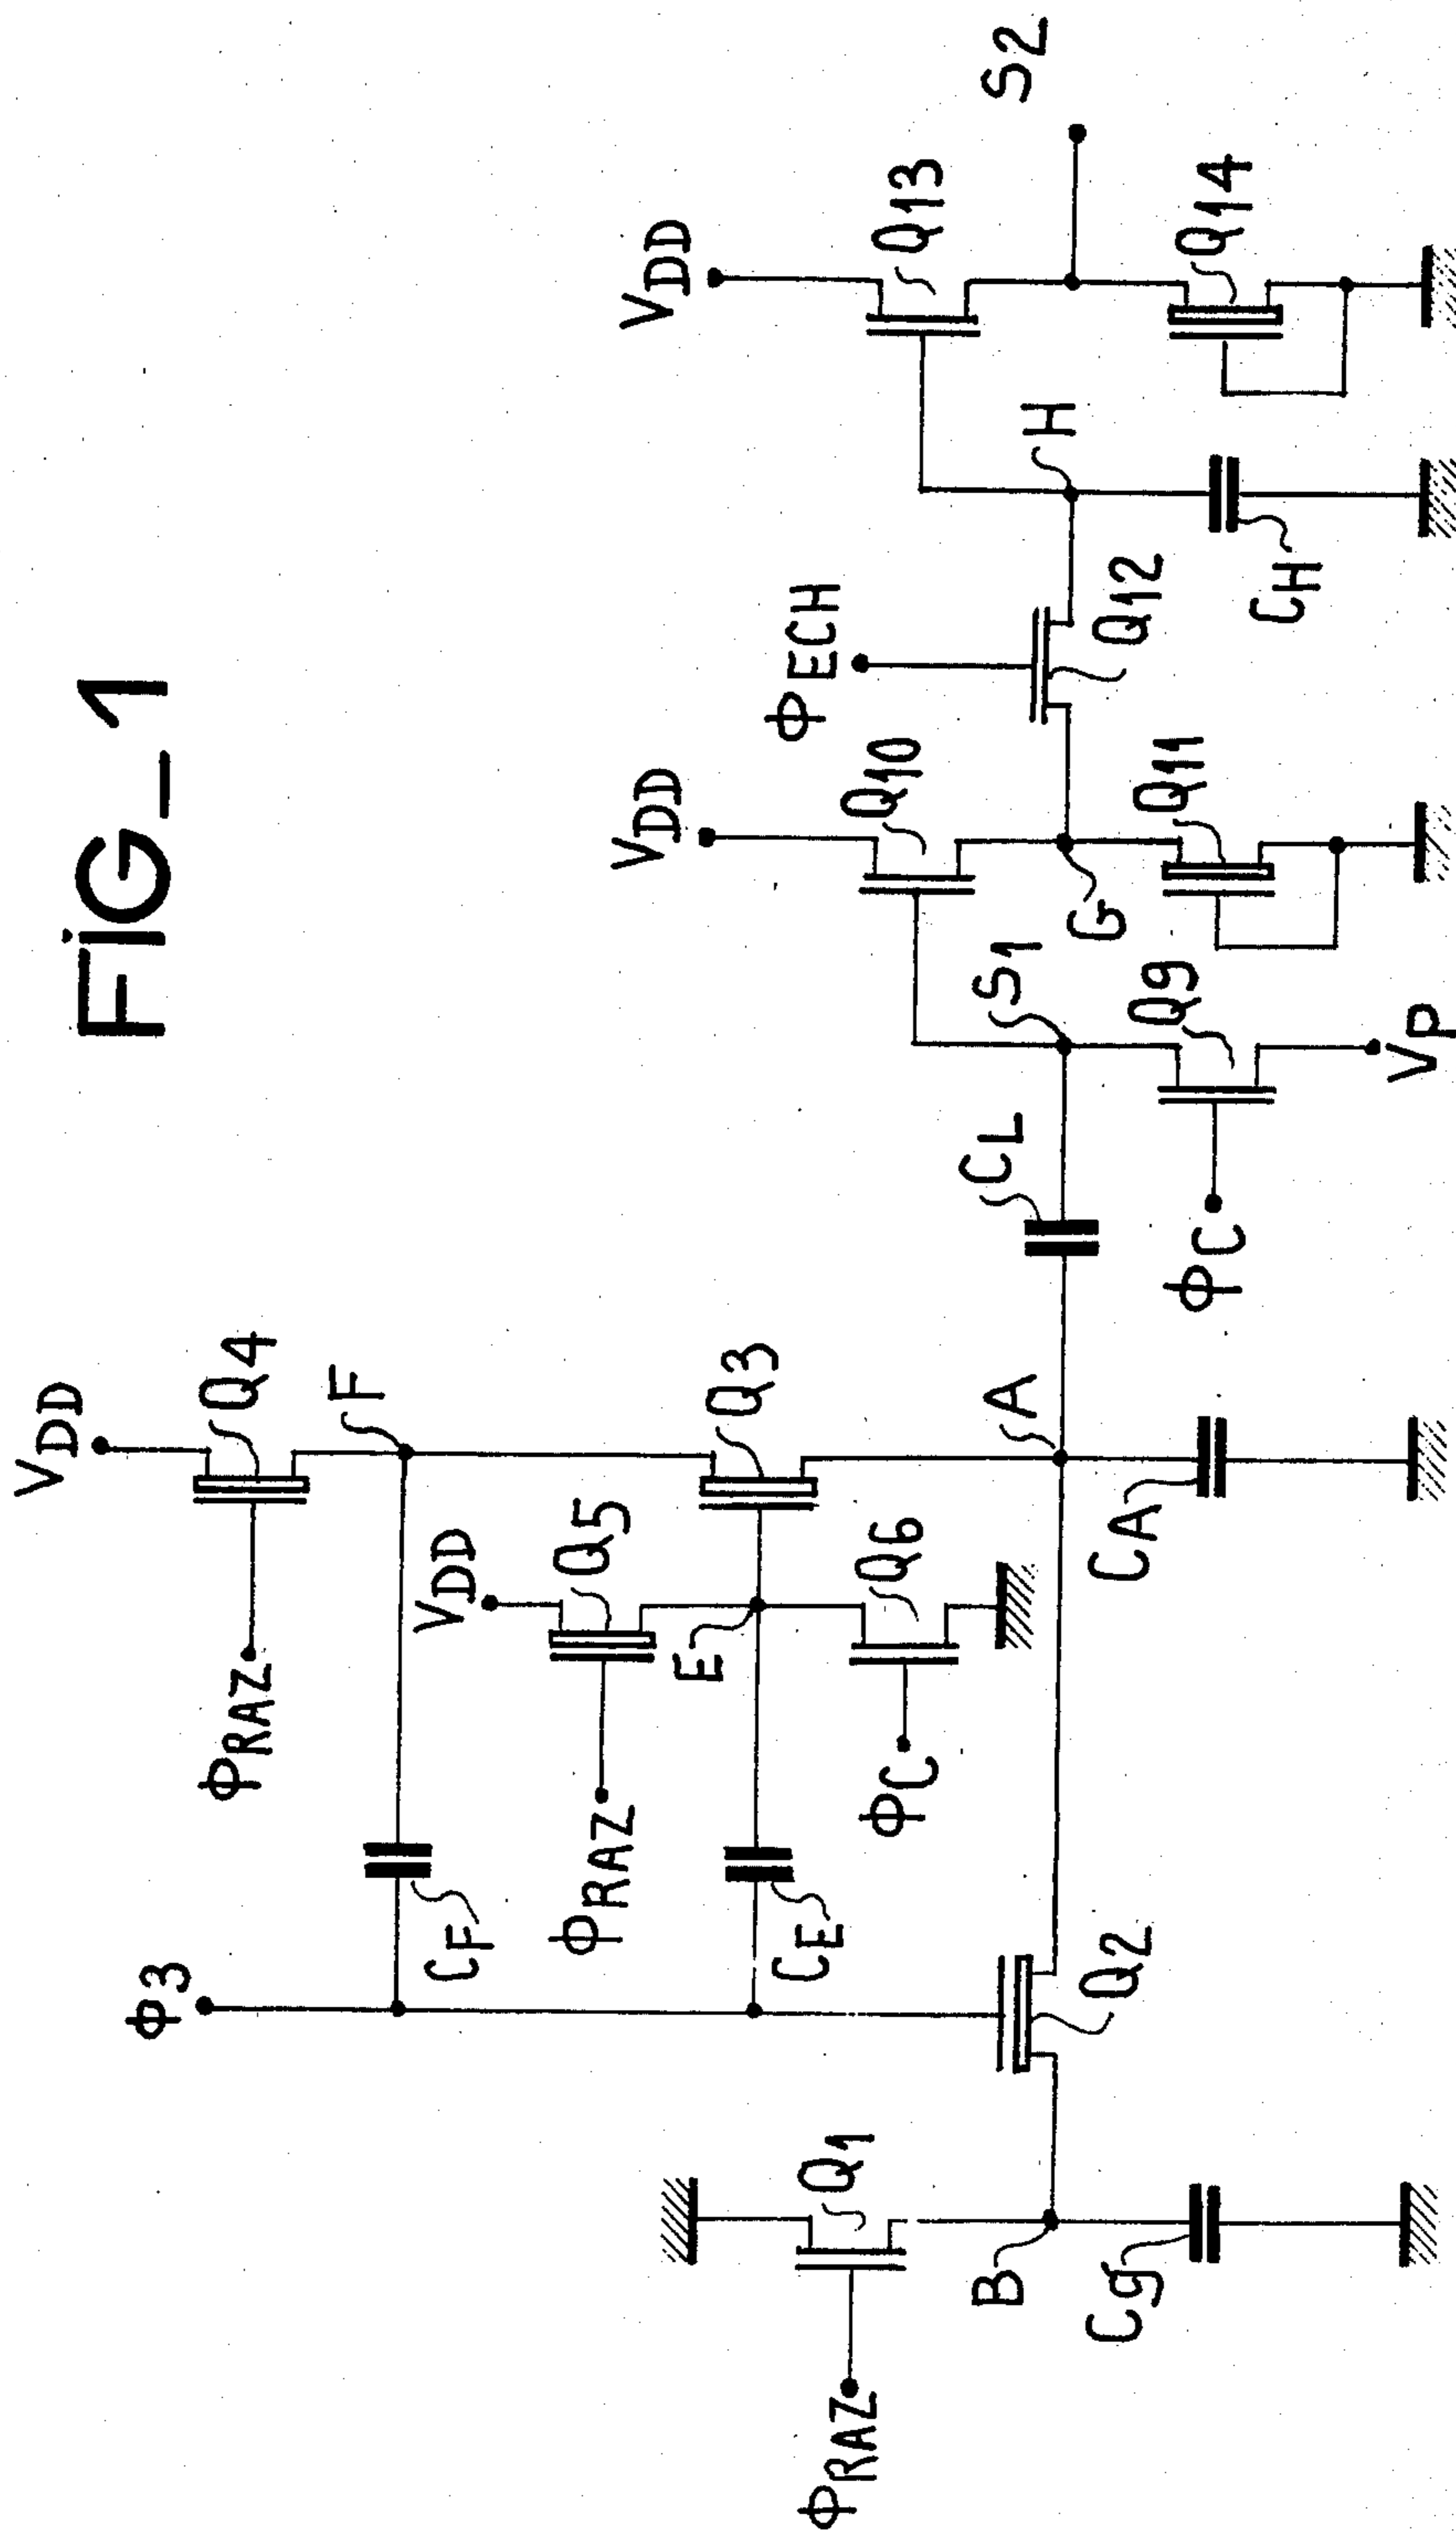 FiG_1
VDD
Q4
ΦRAZ
F
Φ3
CF
VDD
Q5
ΦRAZ
E
CE
Q3
Q6
ΦC
Q1
ΦRAZ
B
Cg
Q2
A
CA
CL
S1
Q9
ΦC
VP
VDD
Q10
G
Q11
ΦECH
Q12
H
CH
VDD
Q13
Q14
S2